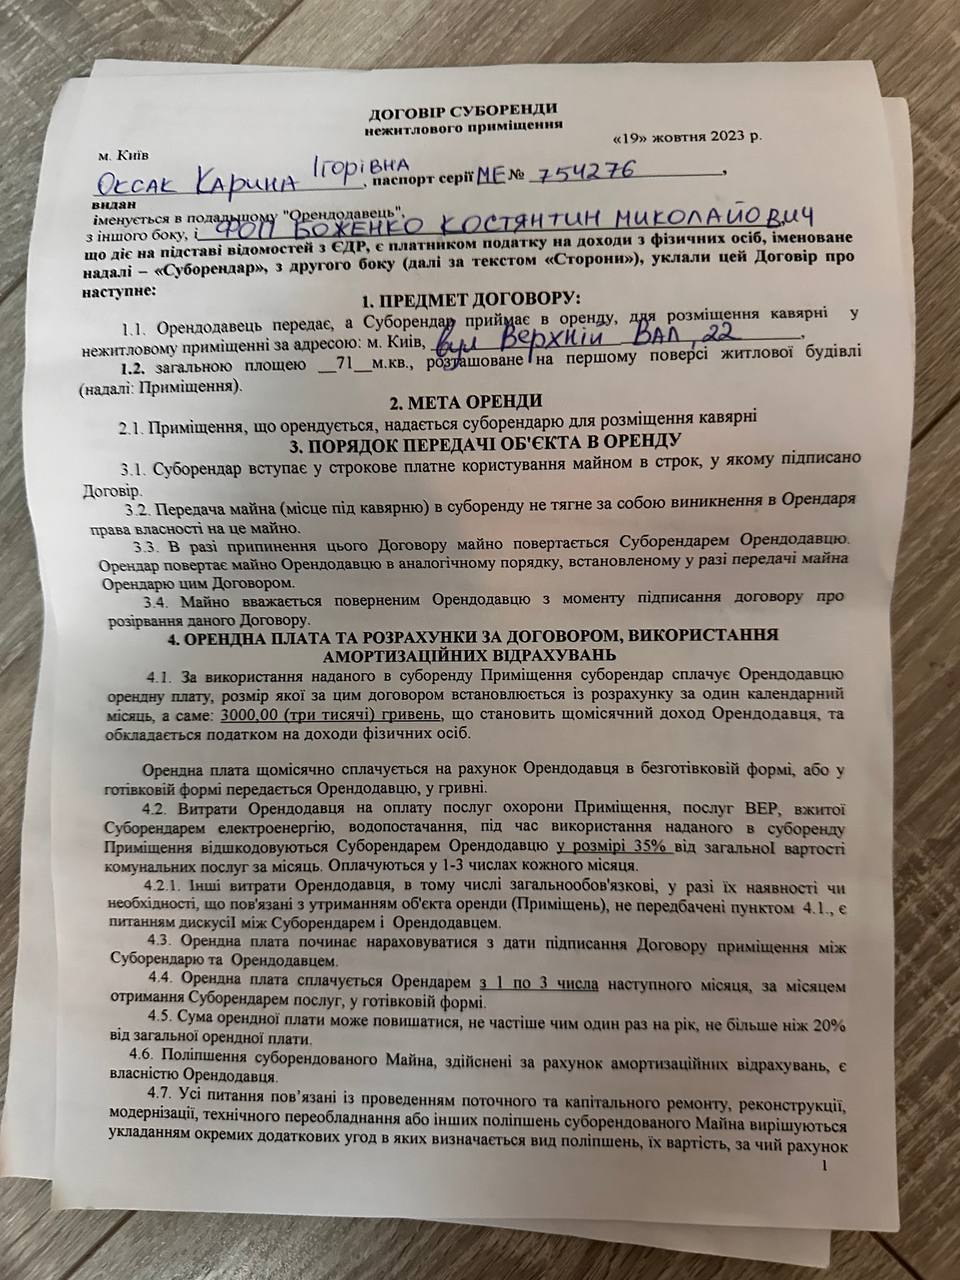 ДОГОВІР СУБОРЕНДИ
нежитлового приміщення
«19» жовтня 2023 р.
м. Київ
Оксак Карина Ігорівна, паспорт серії МЕ № 754276,
видан
іменується в подальшому "Орендодавець",
з іншого боку, і ФОП БОЖЕНКО КОСТЯНТИН МИКОЛАЙОВИЧ
що діє на підставі відомостей з ЄДР, є платником податку на доходи з фізичних осіб, іменоване
надалі – «Суборендар», з другого боку (далі за текстом «Сторони»), уклали цей Договір про
наступне:
1. ПРЕДМЕТ ДОГОВОРУ:
1.1. Орендодавець передає, а Суборендар приймає в оренду, для розміщення кавярні у
нежитловому приміщенні за адресою: м. Київ, вул Верхній Вал, 22,
1.2. загальною площею __71__м.кв., розташоване на першому поверсі житлової будівлі
(надалі: Приміщення).
2. МЕТА ОРЕНДИ
2.1. Приміщення, що орендується, надається суборендарю для розміщення кавярні
3. ПОРЯДОК ПЕРЕДАЧІ ОБ'ЄКТА В ОРЕНДУ
3.1. Суборендар вступає у строкове платне користування майном в строк, у якому підписано
Договір.
3.2. Передача майна (місце під кавярню) в суборенду не тягне за собою виникнення в Орендаря
права власності на це майно.
3.3. В разі припинення цього Договору майно повертається Суборендарем Орендодавцю.
Орендар повертає майно Орендодавцю в аналогічному порядку, встановленому у разі передачі майна
Орендарю цим Договором.
3.4. Майно вважається поверненим Орендодавцю з моменту підписання договору про
розірвання даного Договору.
4. ОРЕНДНА ПЛАТА ТА РОЗРАХУНКИ ЗА ДОГОВОРОМ, ВИКОРИСТАННЯ
АМОРТИЗАЦІЙНИХ ВІДРАХУВАНЬ
4.1. За використання наданого в суборенду Приміщення суборендар сплачує Орендодавцю
орендну плату, розмір якої за цим договором встановлюється із розрахунку за один календарний
місяць, а саме: 3000,00 (три тисячі) гривень, що становить щомісячний доход Орендодавця, та
обкладається податком на доходи фізичних осіб.
Орендна плата щомісячно сплачується на рахунок Орендодавця в безготівковій формі, або у
готівковій формі передається Орендодавцю, у гривні.
4.2. Витрати Орендодавця на оплату послуг охорони Приміщення, послуг ВЕР, вжитої
Суборендарем електроенергію, водопостачання, під час використання наданого в суборенду
Приміщення відшкодовуються Суборендарем Орендодавцю у розмірі 35% від загальноІ вартості
комунальних послуг за місяць. Оплачуються у 1-3 числах кожного місяця.
4.2.1. Інші витрати Орендодавця, в тому числі загальнообов'язкові, у разі їх наявності чи
необхідності, що пов'язані з утриманням об'єкта оренди (Приміщень), не передбачені пунктом 4.1., є
питанням дискусІІ між Суборендарем і Орендодавцем.
4.3. Орендна плата починає нараховуватися з дати підписання Договору приміщення між
Суборендарю та Орендодавцем.
4.4. Орендна плата сплачується Орендарем з 1 по 3 числа наступного місяця, за місяцем
отримання Суборендарем послуг, у готівковій формі.
4.5. Сума орендної плати може повишатися, не частіше чим один раз на рік, не більше ніж 20%
від загальної орендної плати.
4.6. Поліпшення суборендованого Майна, здійснені за рахунок амортизаційних відрахувань, є
власністю Орендодавця.
4.7. Усі питання пов’язані із проведенням поточного та капітального ремонту, реконструкції,
модернізації, технічного переобладнання або інших поліпшень суборендованого Майна вирішуються
укладанням окремих додаткових угод в яких визначається вид поліпшень, їх вартість, за чий рахунок
1